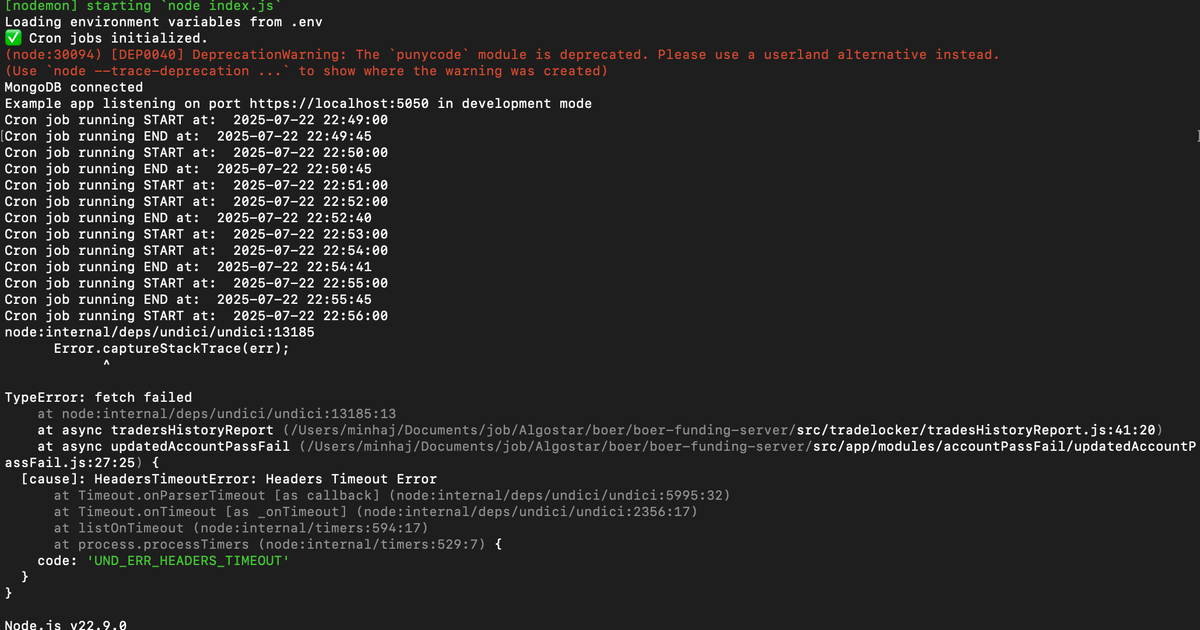 [nodemon] starting `node index.js`
Loading environment variables from .env
✅ Cron jobs initialized.
(node:30094) [DEP0040] DeprecationWarning: The `punycode` module is deprecated. Please use a userland alternative instead.
(Use `node --trace-deprecation ...` to show where the warning was created)
MongoDB connected
Example app listening on port https://localhost:5050 in development mode
Cron job running START at:  2025-07-22 22:49:00
Cron job running END at:  2025-07-22 22:49:45
Cron job running START at:  2025-07-22 22:50:00
Cron job running END at:  2025-07-22 22:50:45
Cron job running START at:  2025-07-22 22:51:00
Cron job running START at:  2025-07-22 22:52:00
Cron job running END at:  2025-07-22 22:52:40
Cron job running START at:  2025-07-22 22:53:00
Cron job running START at:  2025-07-22 22:54:00
Cron job running END at:  2025-07-22 22:54:41
Cron job running START at:  2025-07-22 22:55:00
Cron job running END at:  2025-07-22 22:55:45
Cron job running START at:  2025-07-22 22:56:00
node:internal/deps/undici/undici:13185
      Error.captureStackTrace(err);
            ^
TypeError: fetch failed
    at node:internal/deps/undici/undici:13185:13
    at async tradersHistoryReport (/Users/minhaj/Documents/job/Algostar/boer/boer-funding-server/src/tradelocker/tradesHistoryReport.js:41:20)
    at async updatedAccountPassFail (/Users/minhaj/Documents/job/Algostar/boer/boer-funding-server/src/app/modules/accountPassFail/updatedAccountP
assFail.js:27:25) {
  [cause]: HeadersTimeoutError: Headers Timeout Error
      at Timeout.onParserTimeout [as callback] (node:internal/deps/undici/undici:5995:32)
      at Timeout.onTimeout [as _onTimeout] (node:internal/deps/undici/undici:2356:17)
      at listOnTimeout (node:internal/timers:594:17)
      at process.processTimers (node:internal/timers:529:7) {
    code: 'UND_ERR_HEADERS_TIMEOUT'
  }
}
Node.js v22.9.0